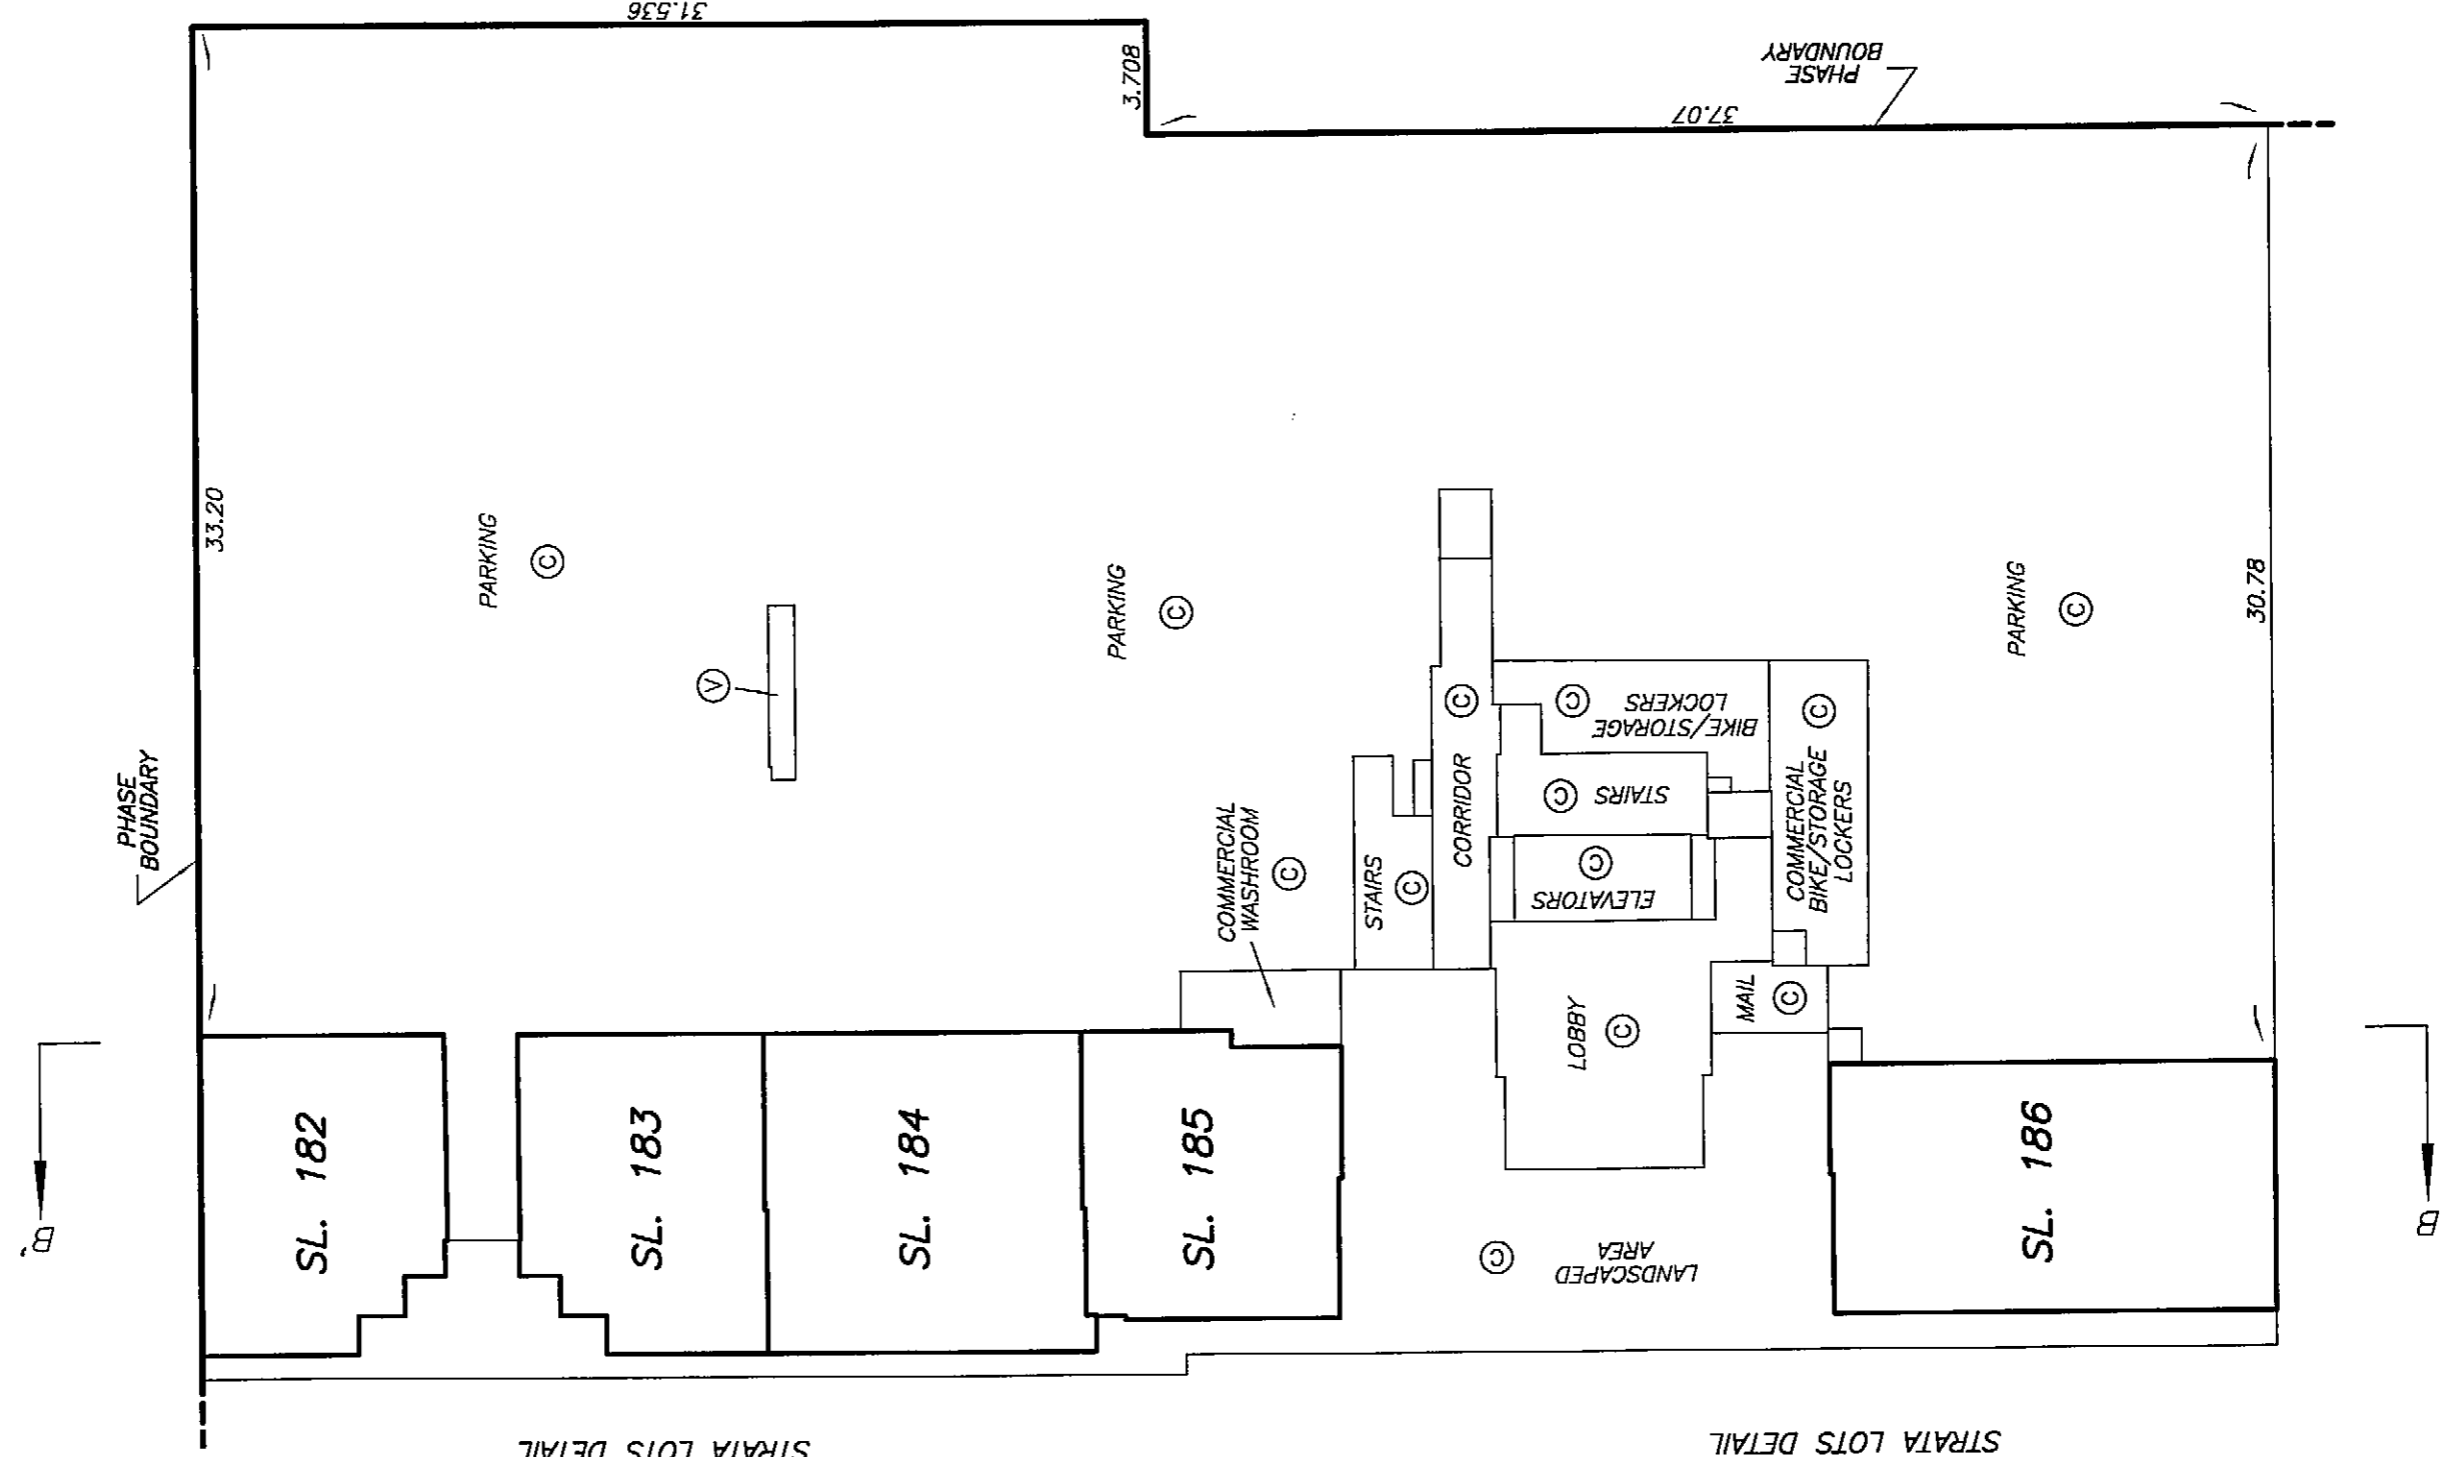 31.536
3.708
PHASE
BOUNDARY
37.07
33.20
PARKING
C
PARKING
C
PARKING
C
30.78
V
PHASE
BOUNDARY
COMMERCIAL
WASHROOM
C
STAIRS
C
CORRIDOR
C
BIKE/STORAGE
LOCKERS
C
STAIRS
C
ELEVATORS
C
COMMERCIAL
BIKE/STORAGE
LOCKERS
C
LOBBY
C
MAIL
C
B'
SL. 182
SL. 183
SL. 184
SL. 185
LANDSCAPED
AREA
C
SL. 186
B
STRATA LOTS DETAIL
STRATA LOTS DETAIL